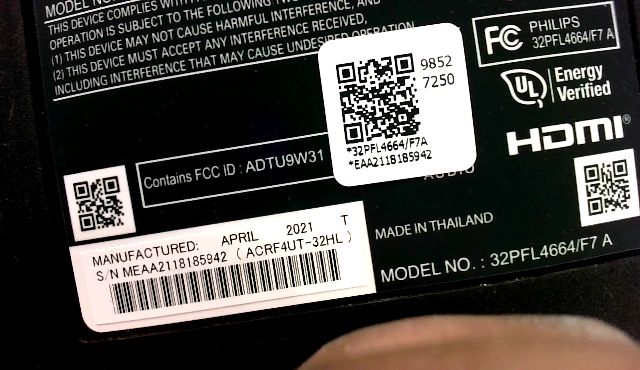 MODEL NO.
THIS DEVICE COMPLIES WITH
OPERATION IS SUBJECT TO THE FOLLOWING TWO
(1) THIS DEVICE MAY NOT CAUSE HARMFUL INTERFERENCE, AND
(2) THIS DEVICE MUST ACCEPT ANY INTERFERENCE RECEIVED,
INCLUDING INTERFERENCE THAT MAY CAUSE UNDESIRED OPERATION
FC PHILIPS
32PFL4664/F7 A
9852
7250
*32PFL4664/F7A
*EAA2118185942
UL Energy
Verified
HDMI®
Contains FCC ID : ADTU9W31
AUDIO
MANUFACTURED: APRIL 2021 T
S/N MEAA2118185942 ( ACRF4UT-32HL )
MADE IN THAILAND
MODEL NO. : 32PFL4664/F7 A